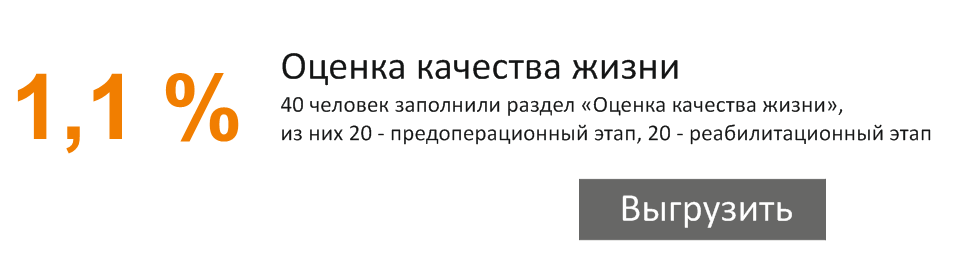 1,1 %
Оценка качества жизни
40 человек заполнили раздел «Оценка качества жизни»,
из них 20 - предоперационный этап, 20 - реабилитационный этап
Выгрузить